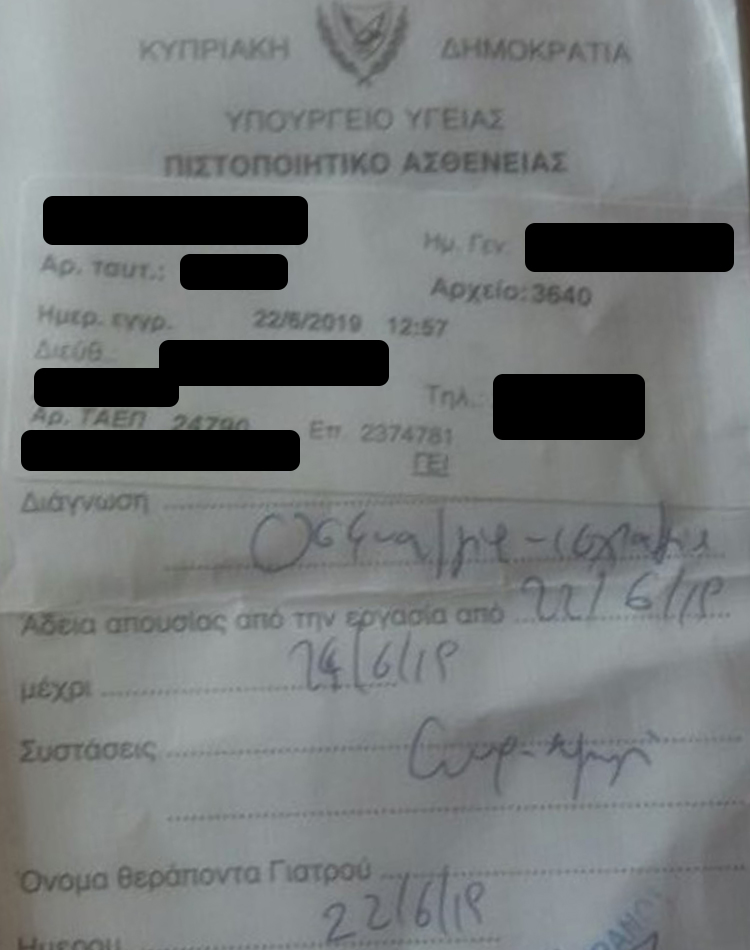 ΚΥΠΡΙΑΚΗ ΔΗΜΟΚΡΑΤΙΑ
ΥΠΟΥΡΓΕΙΟ ΥΓΕΙΑΣ
ΠΙΣΤΟΠΟΙΗΤΙΚΟ ΑΣΘΕΝΕΙΑΣ
Ημ. Γεν.
Αρ. ταυτ.:
Αρχείο:3640
Ημερ. εγγρ. 22/6/2019 12:57
Διεύθ.:
Τηλ.:
Αρ. ΤΑΕΠ 24790 Επ. 2374781
ΓΕΙ
Διάγνωση
Άδεια απουσίας από την εργασία από 22/6/19
μέχρι 24/6/19
Συστάσεις
Όνομα θεράποντα Γιατρού
22/6/19